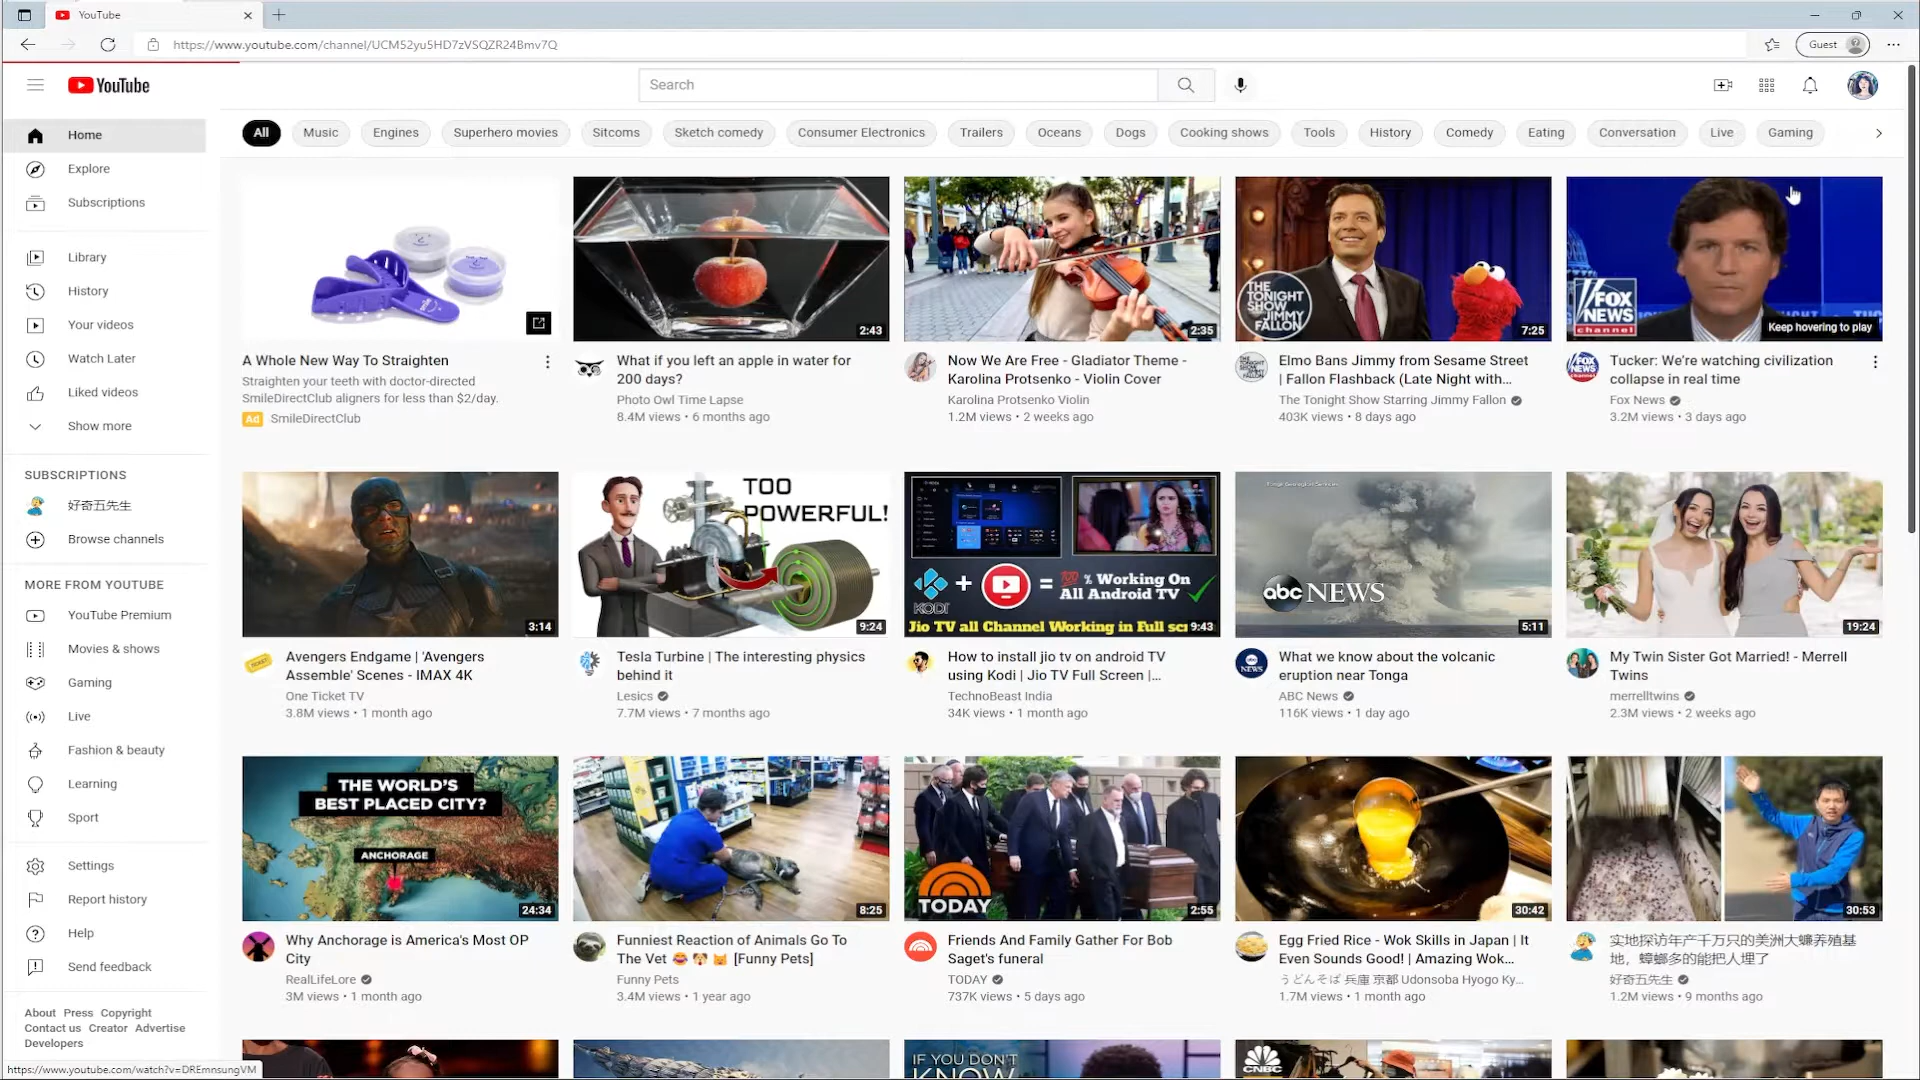 YouTube
https://www.youtube.com/channel/UCM52yu5HD7zVSQZR24Bmv7Q
Guest
YouTube
Search
All
Music
Engines
Superhero movies
Sitcoms
Sketch comedy
Consumer Electronics
Trailers
Oceans
Dogs
Cooking shows
Tools
History
Comedy
Eating
Conversation
Live
Gaming
Home
Explore
Subscriptions
Library
History
Your videos
Watch Later
Liked videos
Show more
SUBSCRIPTIONS
好奇五先生
Browse channels
MORE FROM YOUTUBE
YouTube Premium
Movies & shows
Gaming
Live
Fashion & beauty
Learning
Sport
Settings
Report history
Help
Send feedback
About Press Copyright
Contact us Creator Advertise
Developers
https://www.youtube.com/watch?v=DREmnsungVM
A Whole New Way To Straighten
Straighten your teeth with doctor-directed
SmileDirectClub aligners for less than $2/day.
Ad SmileDirectClub
2:43
What if you left an apple in water for
200 days?
Photo Owl Time Lapse
8.4M views • 6 months ago
2:35
Now We Are Free - Gladiator Theme -
Karolina Protsenko - Violin Cover
Karolina Protsenko Violin
1.2M views • 2 weeks ago
THE
TONIGHT
SHOW
JIMMY
FALLON
7:25
Elmo Bans Jimmy from Sesame Street
| Fallon Flashback (Late Night with...
The Tonight Show Starring Jimmy Fallon
403K views • 8 days ago
FOX
NEWS
channel
Keep hovering to play
Tucker: We're watching civilization
collapse in real time
Fox News
3.2M views • 3 days ago
3:14
Avengers Endgame | 'Avengers
Assemble' Scenes - IMAX 4K
One Ticket TV
3.8M views • 1 month ago
TOO
POWERFUL!
9:24
Tesla Turbine | The interesting physics
behind it
Lesics
7.7M views • 7 months ago
KODI
+
=
100 % Working On
All Android TV
Jio TV all Channel Working in Full scr
9:43
How to install jio tv on android TV
using Kodi | Jio TV Full Screen |...
TechnoBeast India
34K views • 1 month ago
abc NEWS
5:11
What we know about the volcanic
eruption near Tonga
ABC News
116K views • 1 day ago
19:24
My Twin Sister Got Married! - Merrell
Twins
merrelltwins
2.3M views • 2 weeks ago
THE WORLD'S
BEST PLACED CITY?
ANCHORAGE
24:34
Why Anchorage is America's Most OP
City
RealLifeLore
3M views • 1 month ago
8:25
Funniest Reaction of Animals Go To
The Vet 😂 🐶 😹 [Funny Pets]
Funny Pets
3.4M views • 1 year ago
TODAY
2:55
Friends And Family Gather For Bob
Saget's funeral
TODAY
737K views • 5 days ago
30:42
Egg Fried Rice - Wok Skills in Japan | It
Even Sounds Good! | Amazing Wok...
うどんそば 兵庫 京都 Udonsoba Hyogo Ky...
1.7M views • 1 month ago
30:53
实地探访年产千万只的美洲大蠊养殖基
地，蟑螂多的能把人埋了
好奇五先生
1.2M views • 9 months ago
IF YOU DON'T
KNOW
CNBC